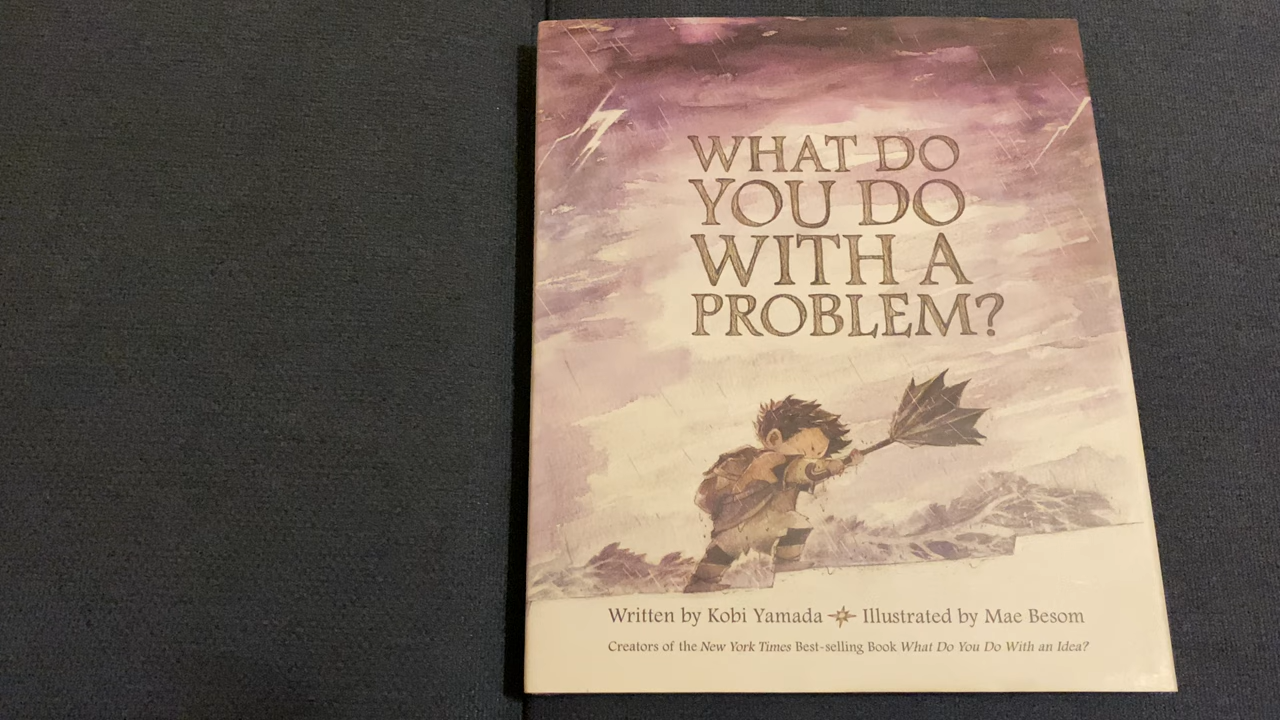 WHAT DO
YOU DO
WITH A
PROBLEM?
Written by Kobi Yamada Illustrated by Mae Besom
Creators of the New York Times Best-selling Book What Do You Do With an Idea?